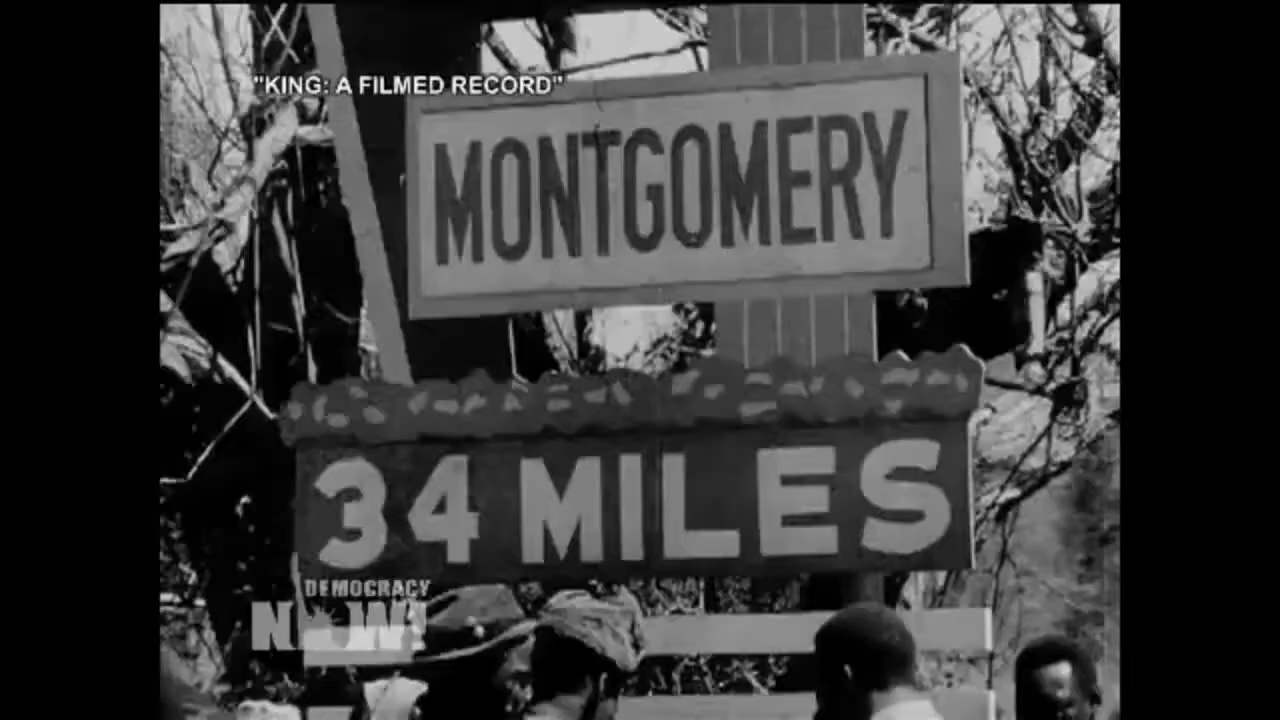 "KING: A FILMED RECORD"
MONTGOMERY
34 MILES
DEMOCRACY
NOW!